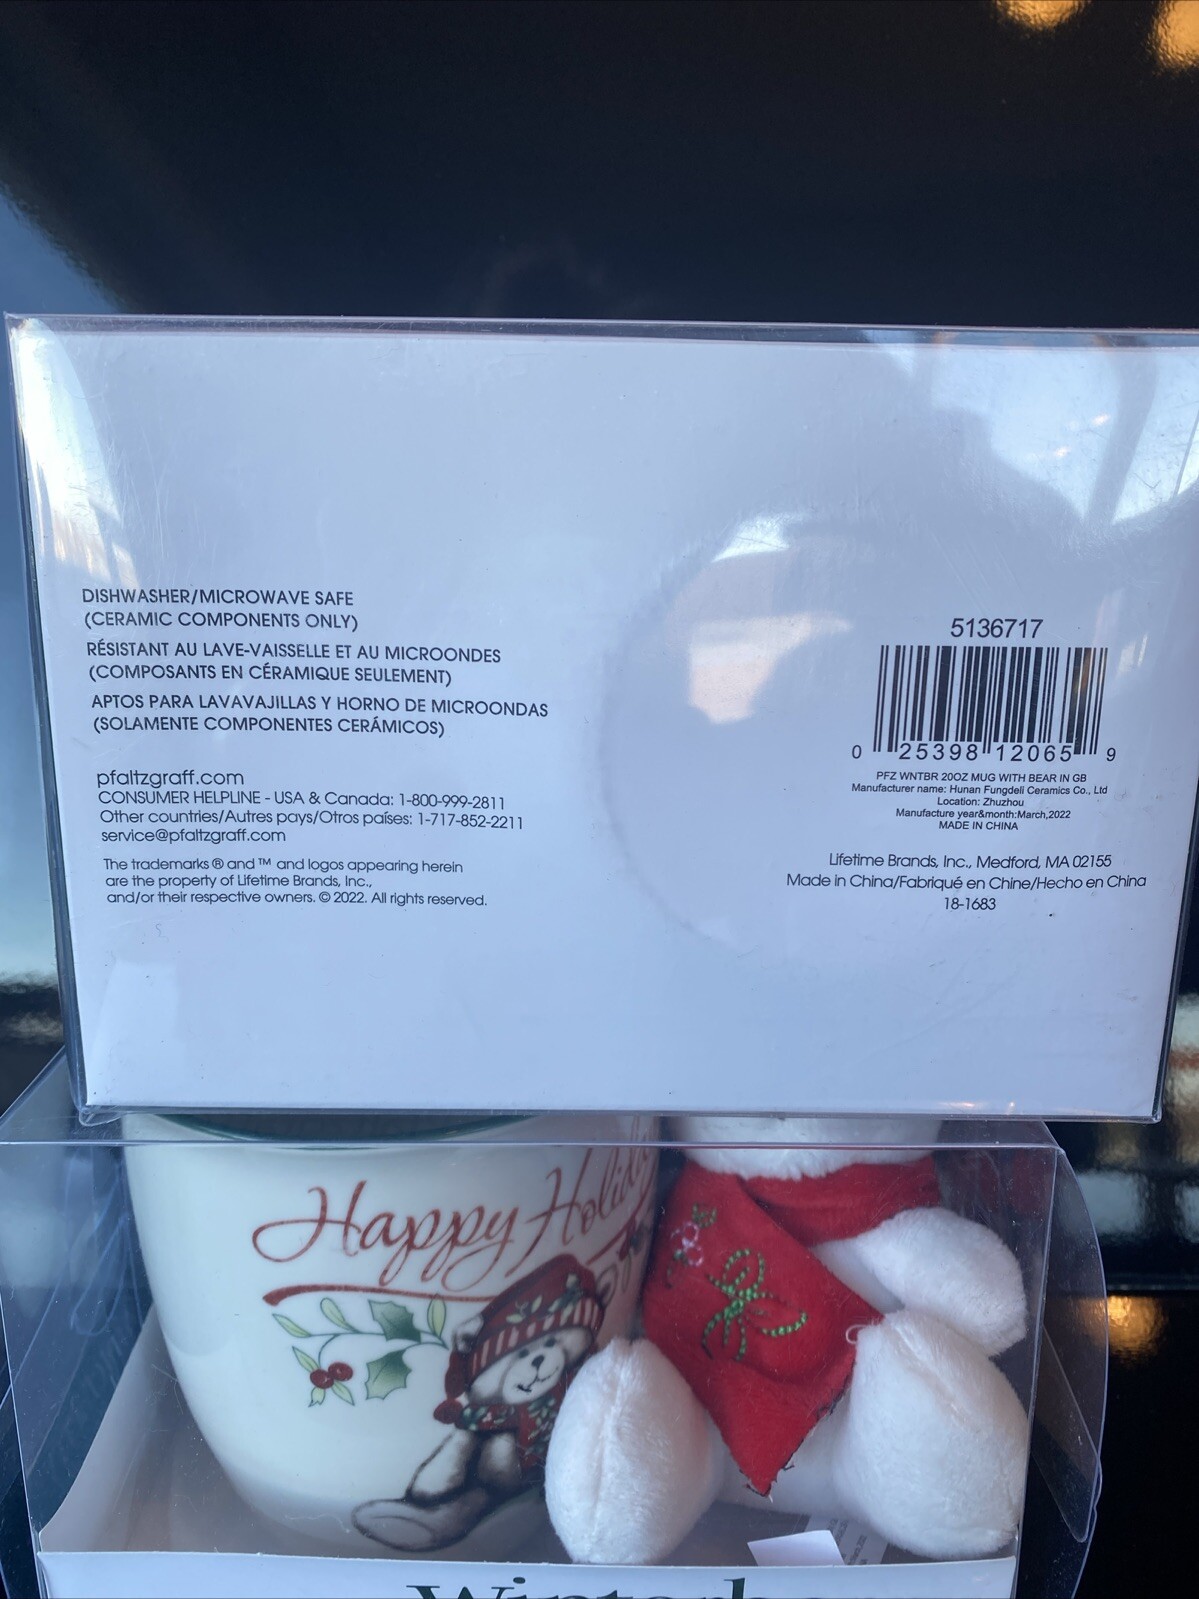 DISHWASHER/MICROWAVE SAFE
(CERAMIC COMPONENTS ONLY)
RÉSISTANT AU LAVE-VAISSELLE ET AU MICROONDES
(COMPOSANTS EN CÉRAMIQUE SEULEMENT)
APTOS PARA LAVAVAJILLAS Y HORNO DE MICROONDAS
(SOLAMENTE COMPONENTES CERÁMICOS)
pfaltzgraff.com
CONSUMER HELPLINE - USA & Canada: 1-800-999-2811
Other countries/Autres pays/Otros países: 1-717-852-2211
service@pfaltzgraff.com
The trademarks ® and ™ and logos appearing herein
are the property of Lifetime Brands, Inc.,
and/or their respective owners. © 2022. All rights reserved.
5136717
0 25398 12065 9
PFZ WNTBR 20OZ MUG WITH BEAR IN GB
Manufacturer name: Hunan Fungdeli Ceramics Co., Ltd
Location: Zhuzhou
Manufacture year&month:March,2022
MADE IN CHINA
Lifetime Brands, Inc., Medford, MA 02155
Made in China/Fabriqué en Chine/Hecho en China
18-1683
Happy Holid